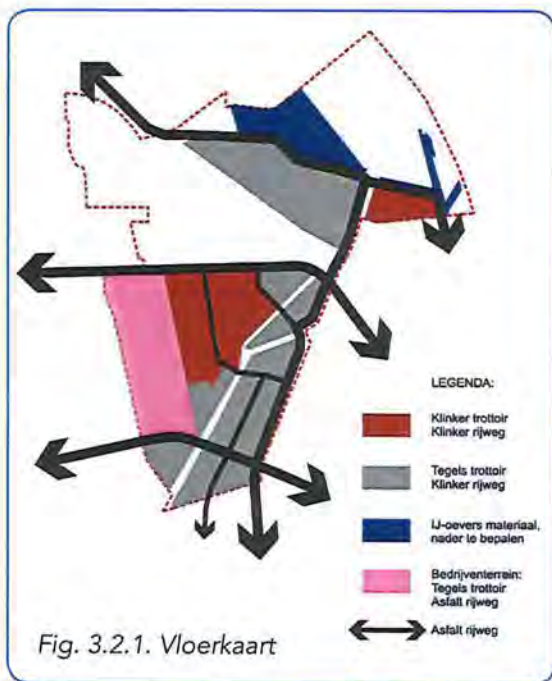 LEGENDA:
Klinker trottoir
Klinker rijweg
Tegels trottoir
Klinker rijweg
IJ-oevers materiaal,
nader te bepalen
Bedrijventerrein:
Tegels trottoir
Asfalt rijweg
Asfalt rijweg
Fig. 3.2.1. Vloerkaart